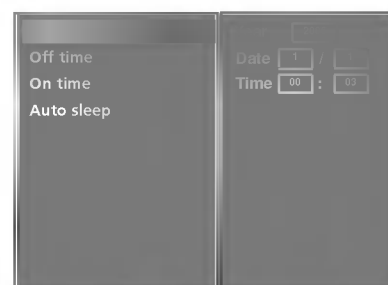 Off time
On time
Auto sleep
Date 1 /
Time 00 : 03